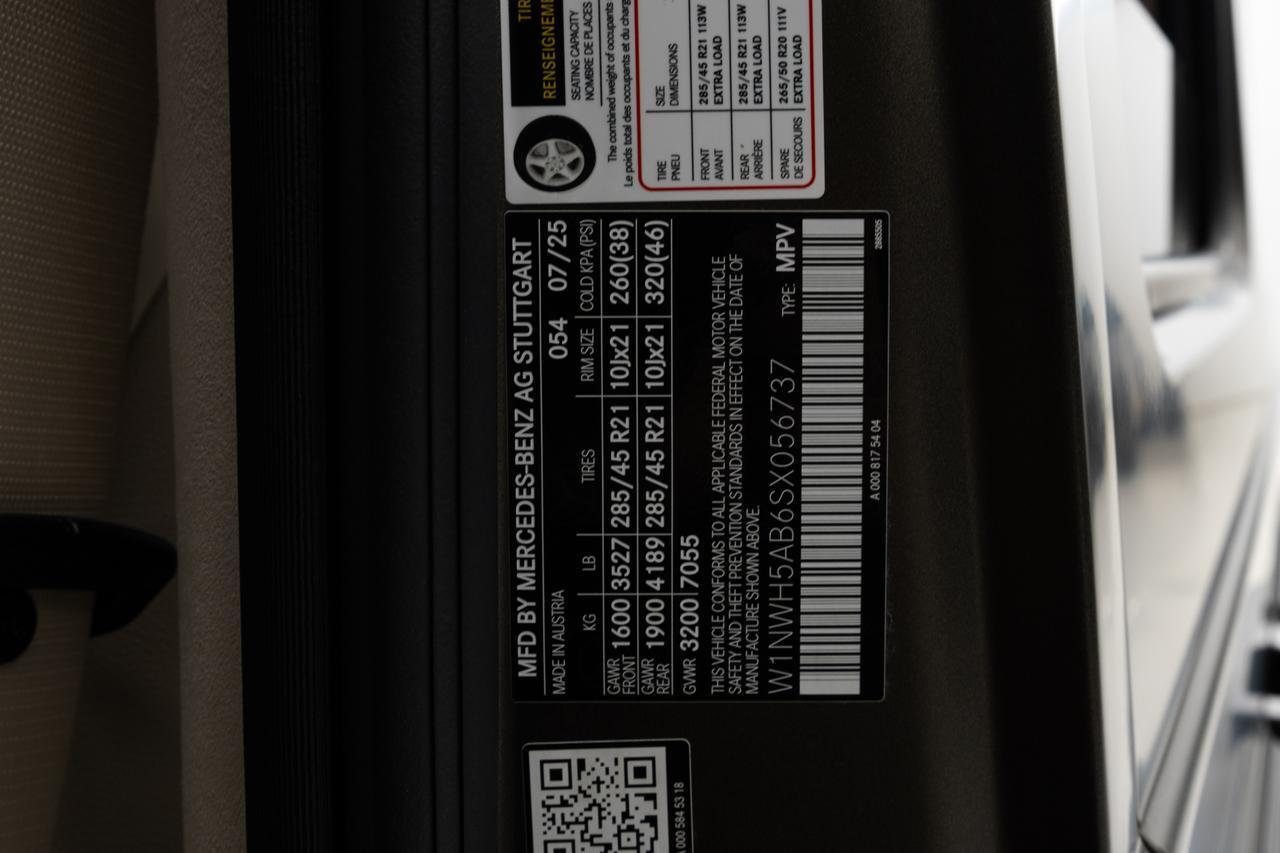 TIR
RENSEIGNEME
SEATING CAPACITY
NOMBRE DE PLACES
The combined weight of occupants
Le poids total des occupants et du charg
TIRE SIZE
PNEU DIMENSIONS
FRONT 285/45 R21 113W
AVANT EXTRA LOAD
REAR 285/45 R21 113W
ARRIÈRE EXTRA LOAD
SPARE 265/50 R20 111V
DE SECOURS EXTRA LOAD
MFD BY MERCEDES-BENZ AG STUTTGART
MADE IN AUSTRIA 054 07/25
KG LB TIRES RIM SIZE COLD KPA(PSI)
GAWR FRONT 1600 3527 285/45 R21 10Jx21 260(38)
GAWR REAR 1900 4189 285/45 R21 10Jx21 320(46)
GVWR 3200 7055
THIS VEHICLE CONFORMS TO ALL APPLICABLE FEDERAL MOTOR VEHICLE
SAFETY AND THEFT PREVENTION STANDARDS IN EFFECT ON THE DATE OF
MANUFACTURE SHOWN ABOVE.
W1NWH5AB6SX056737 TYPE: MPV
A 000 817 54 04
2885505
A 000 584 53 18